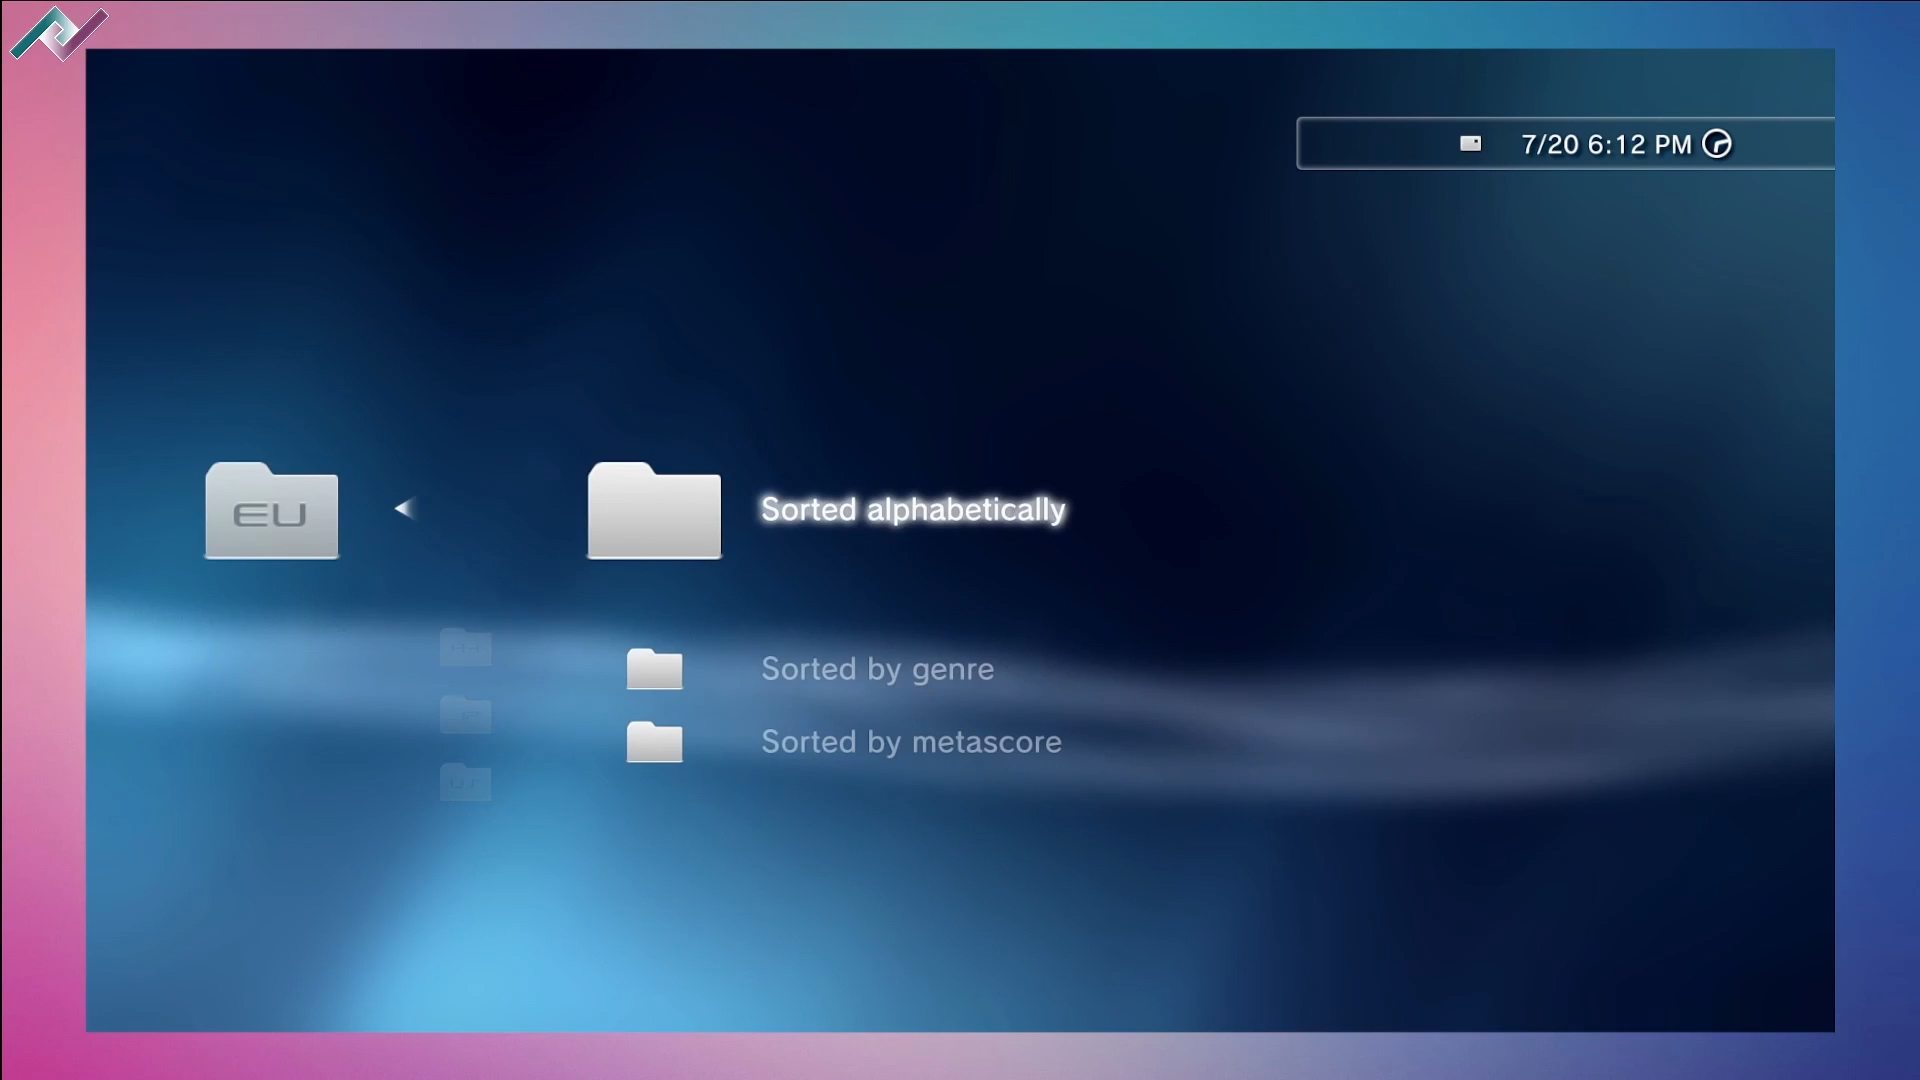 7/20 6:12 PM
EU
Sorted alphabetically
Sorted by genre
Sorted by metascore